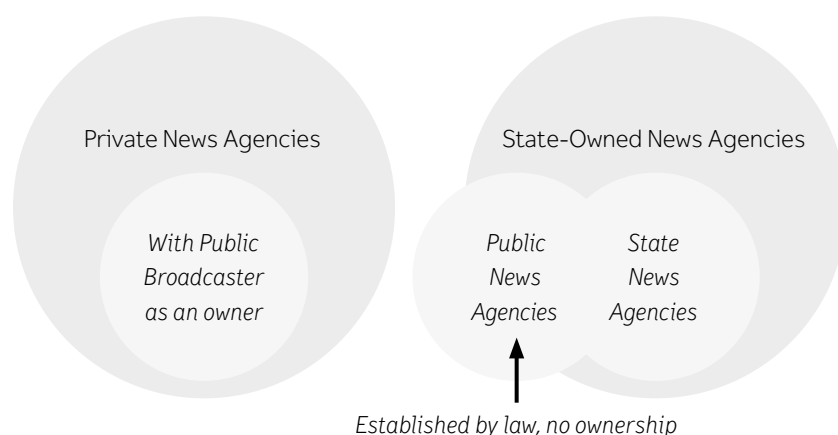 Private News Agencies
With Public
Broadcaster
as an owner
State-Owned News Agencies
Public
News
Agencies
State
News
Agencies
Established by law, no ownership